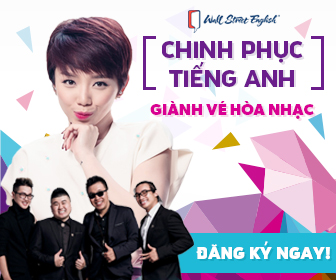 Wall Street English
CHINH PHỤC
TIẾNG ANH
GIÀNH VÉ HÒA NHẠC
ĐĂNG KÝ NGAY!